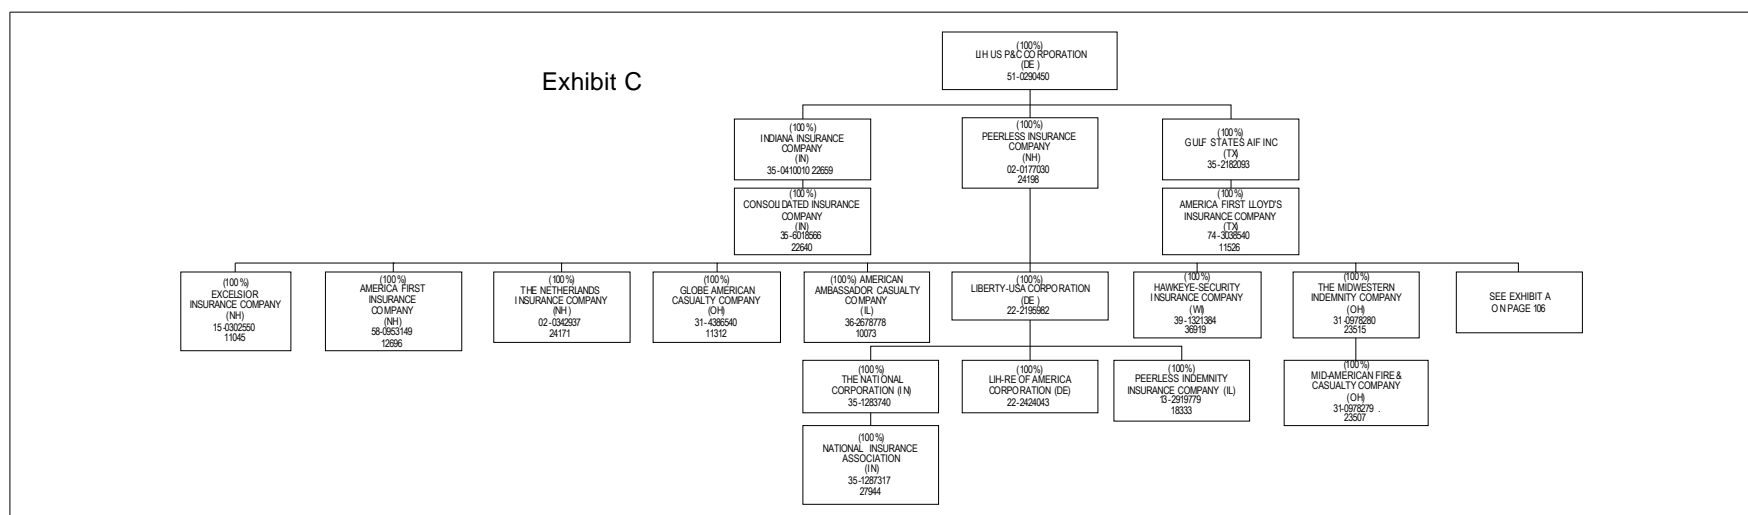 (100%)
LIH US P&C CORPORATION
(DE )
51-0290450
Exhibit C
(100%)
INDIANA INSURANCE
COMPANY
(IN)
35-0410010 22659
(100%)
PEERLESS INSURANCE
COMPANY
(NH)
02-0177030
24198
(100%)
GULF STATES AIF INC
(TX)
35-2182093
(100%)
CONSOLIDATED INSURANCE
COMPANY
(IN)
35-6018566
22640
(100%)
AMERICA FIRST LLOYD'S
INSURANCE COMPANY
(TX)
74-3038540
11526
(100%)
EXCELSIOR
INSURANCE COMPANY
(NH)
15-0302550
11045
(100%)
AMERICA FIRST
INSURANCE
COMPANY
(NH)
58-0953149
12696
(100%)
THE NETHERLANDS
INSURANCE COMPANY
(NH )
02-0342937
24171
(100%)
GLOBE AMERICAN
CASUALTY COMPANY
(OH)
31-4386540
11312
(100%) AMERICAN
AMBASSADOR CASUALTY
COMPANY
(IL)
36-2678778
10073
(100%)
LIBERTY-USA CORPORATION
(DE )
22-2195982
(100%)
HAWKEYE-SECURITY
INSURANCE COMPANY
(WI)
39-1321384
36919
(100%)
THE MIDWESTERN
INDEMNITY COMPANY
(OH)
31-0978280
23515
SEE EXHIBIT A
ON PAGE 106
(100%)
THE NATIONAL
CORPORATION (IN)
35-1283740
(100%)
LIH-RE OF AMERICA
CORPORATION (DE)
22-2424043
(100%)
PEERLESS INDEMNITY
INSURANCE COMPANY (IL)
13-2919779
18333
(100%)
MID-AMERICAN FIRE &
CASUALTY COMPANY
(OH)
31-0978279 .
23507
(100%)
NATIONAL INSURANCE
ASSOCIATION
(IN)
35-1287317
27944